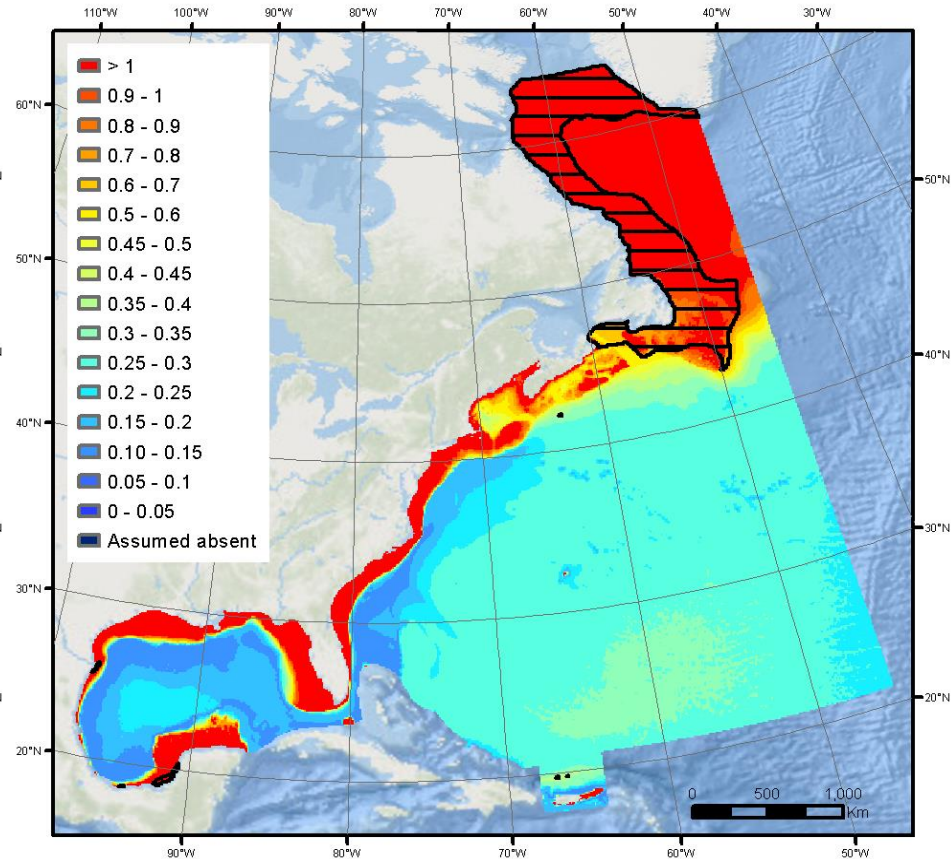 110°W 100°W 90°W 80°W 70°W 60°W 50°W 40°W 30°W
> 1
0.9 - 1
0.8 - 0.9
0.7 - 0.8
0.6 - 0.7
0.5 - 0.6
0.45 - 0.5
0.4 - 0.45
0.35 - 0.4
0.3 - 0.35
0.25 - 0.3
0.2 - 0.25
0.15 - 0.2
0.10 - 0.15
0.05 - 0.1
0 - 0.05
Assumed absent
60°N
50°N
40°N
30°N
20°N
50°N
40°N
30°N
20°N
0 500 1,000
Km
90°W 80°W 70°W 60°W 50°W